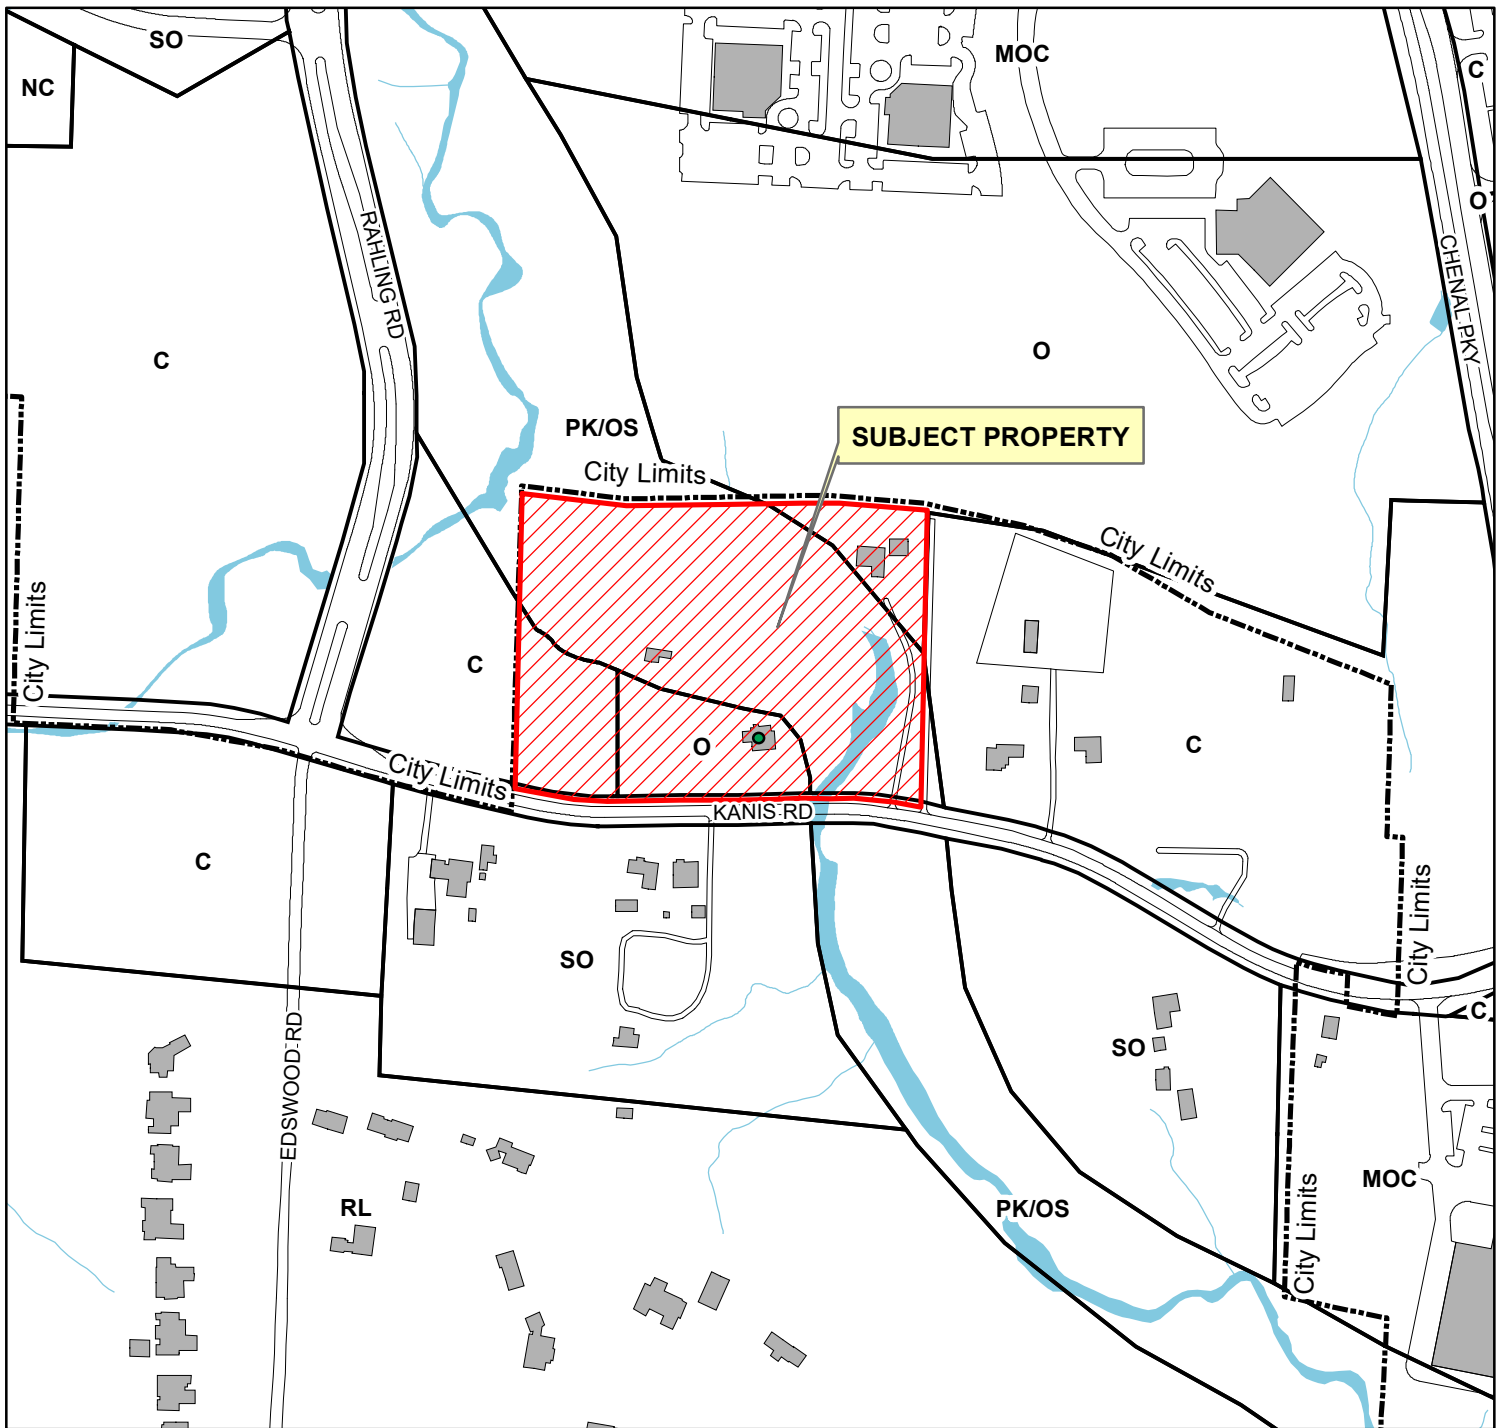 SO
MOC
C
NC
O
RAHLING RD
CHENAL PKY
C
O
PK/OS
SUBJECT PROPERTY
City Limits
City Limits
City Limits
C
C
O
City Limits
KANIS RD
C
City Limits
SO
C
EDSWOOD RD
SO
MOC
RL
PK/OS
City Limits